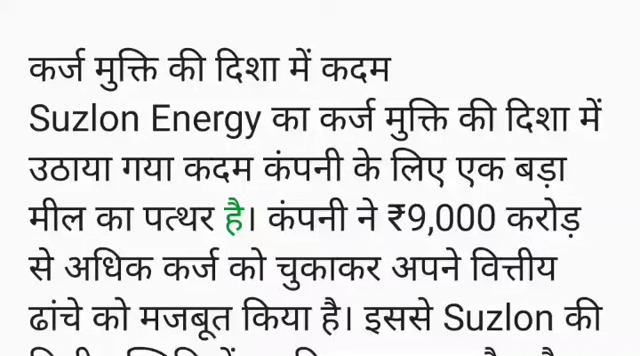 कर्ज मुक्ति की दिशा में कदम
Suzlon Energy का कर्ज मुक्ति की दिशा में
उठाया गया कदम कंपनी के लिए एक बड़ा
मील का पत्थर है। कंपनी ने ₹9,000 करोड़
से अधिक कर्ज को चुकाकर अपने वित्तीय
ढांचे को मजबूत किया है। इससे Suzlon की